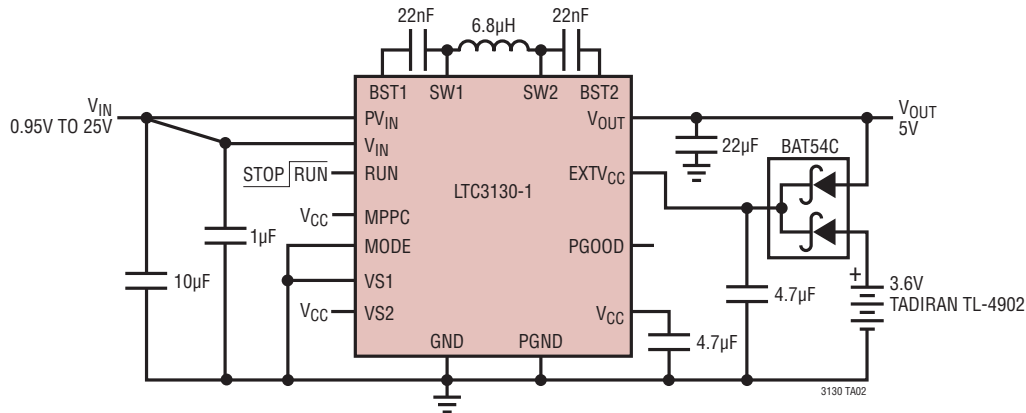 22nF
6.8µH
22nF
BST1 SW1 SW2 BST2
VIN
0.95V TO 25V
PVIN
VOUT
VOUT
5V
VIN
22µF
BAT54C
STOP RUN
RUN
LTC3130-1
EXTVCC
VCC
MPPC
1µF
MODE
PGOOD
10µF
VS1
4.7µF
+
3.6V
TADIRAN TL-4902
VCC
VS2
VCC
4.7µF
GND PGND
3130 TA02